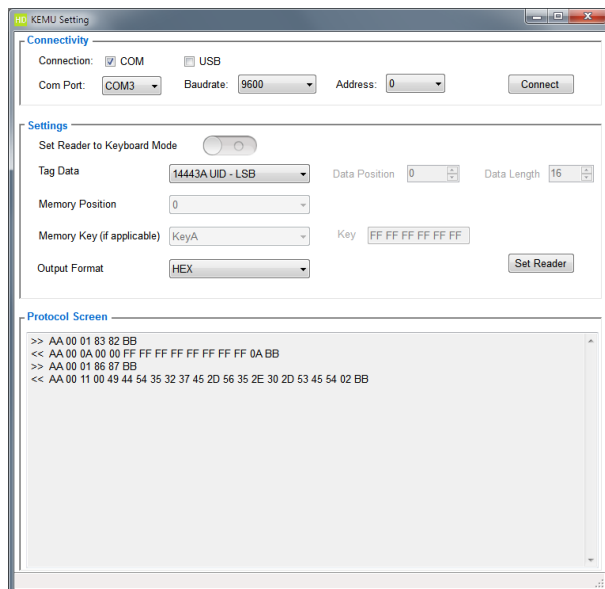 HD KEMU Setting
Connectivity
Connection: COM USB
Com Port: COM3 Baudrate: 9600 Address: 0 Connect
Settings
Set Reader to Keyboard Mode
Tag Data 14443A UID - LSB Data Position 0 Data Length 16
Memory Position 0
Memory Key (if applicable) KeyA Key FF FF FF FF FF FF
Output Format HEX Set Reader
Protocol Screen
>> AA 00 01 83 82 BB
<< AA 00 0A 00 00 FF FF FF FF FF FF FF FF 0A BB
>> AA 00 01 86 87 BB
<< AA 00 11 00 49 44 54 35 32 37 45 2D 56 35 2E 30 2D 53 45 54 02 BB